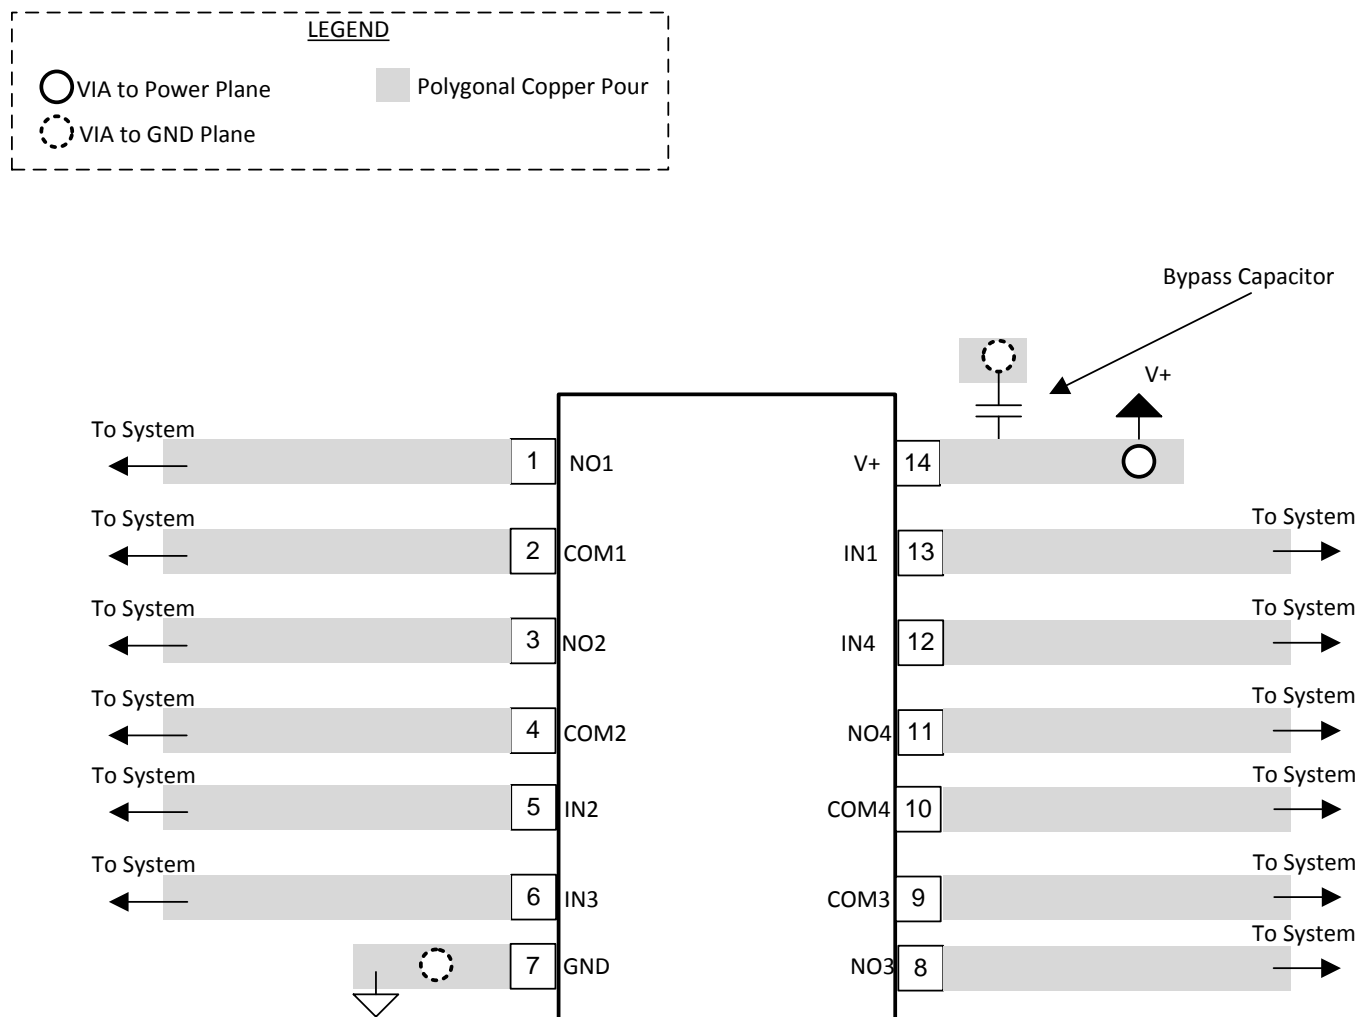 LEGEND
VIA to Power Plane
Polygonal Copper Pour
VIA to GND Plane
Bypass Capacitor
V+
To System
1 NO1
V+ 14
To System
To System
2 COM1
IN1 13
To System
To System
3 NO2
IN4 12
To System
To System
4 COM2
NO4 11
To System
To System
5 IN2
COM4 10
To System
To System
6 IN3
COM3 9
To System
7 GND
NO3 8